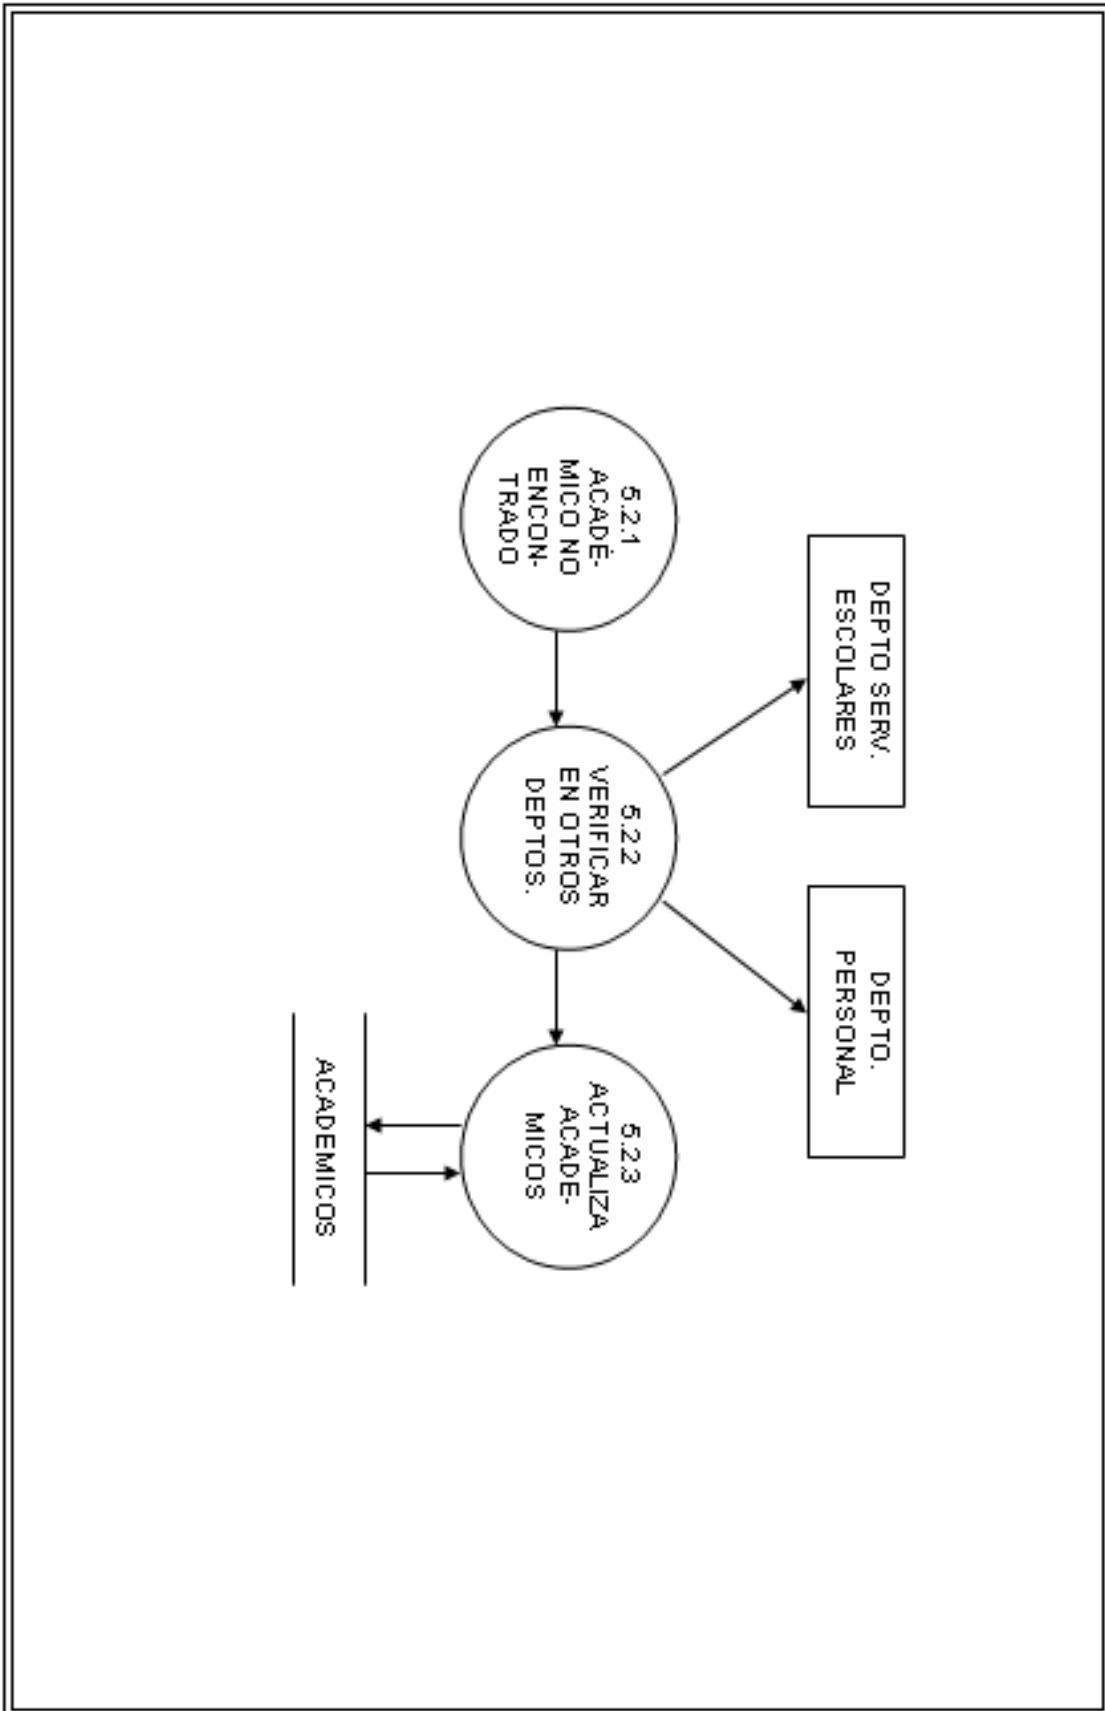 DEPTO SERV.
ESCOLARES
DEPTO.
PERSONAL
5.2.1
ACADÉ-
MICO NO
ENCON-
TRADO
5.2.2
VERIFICAR
EN OTROS
DEPTOS.
5.2.3
ACTUALIZA
ACADE-
MICOS
ACADEMICOS